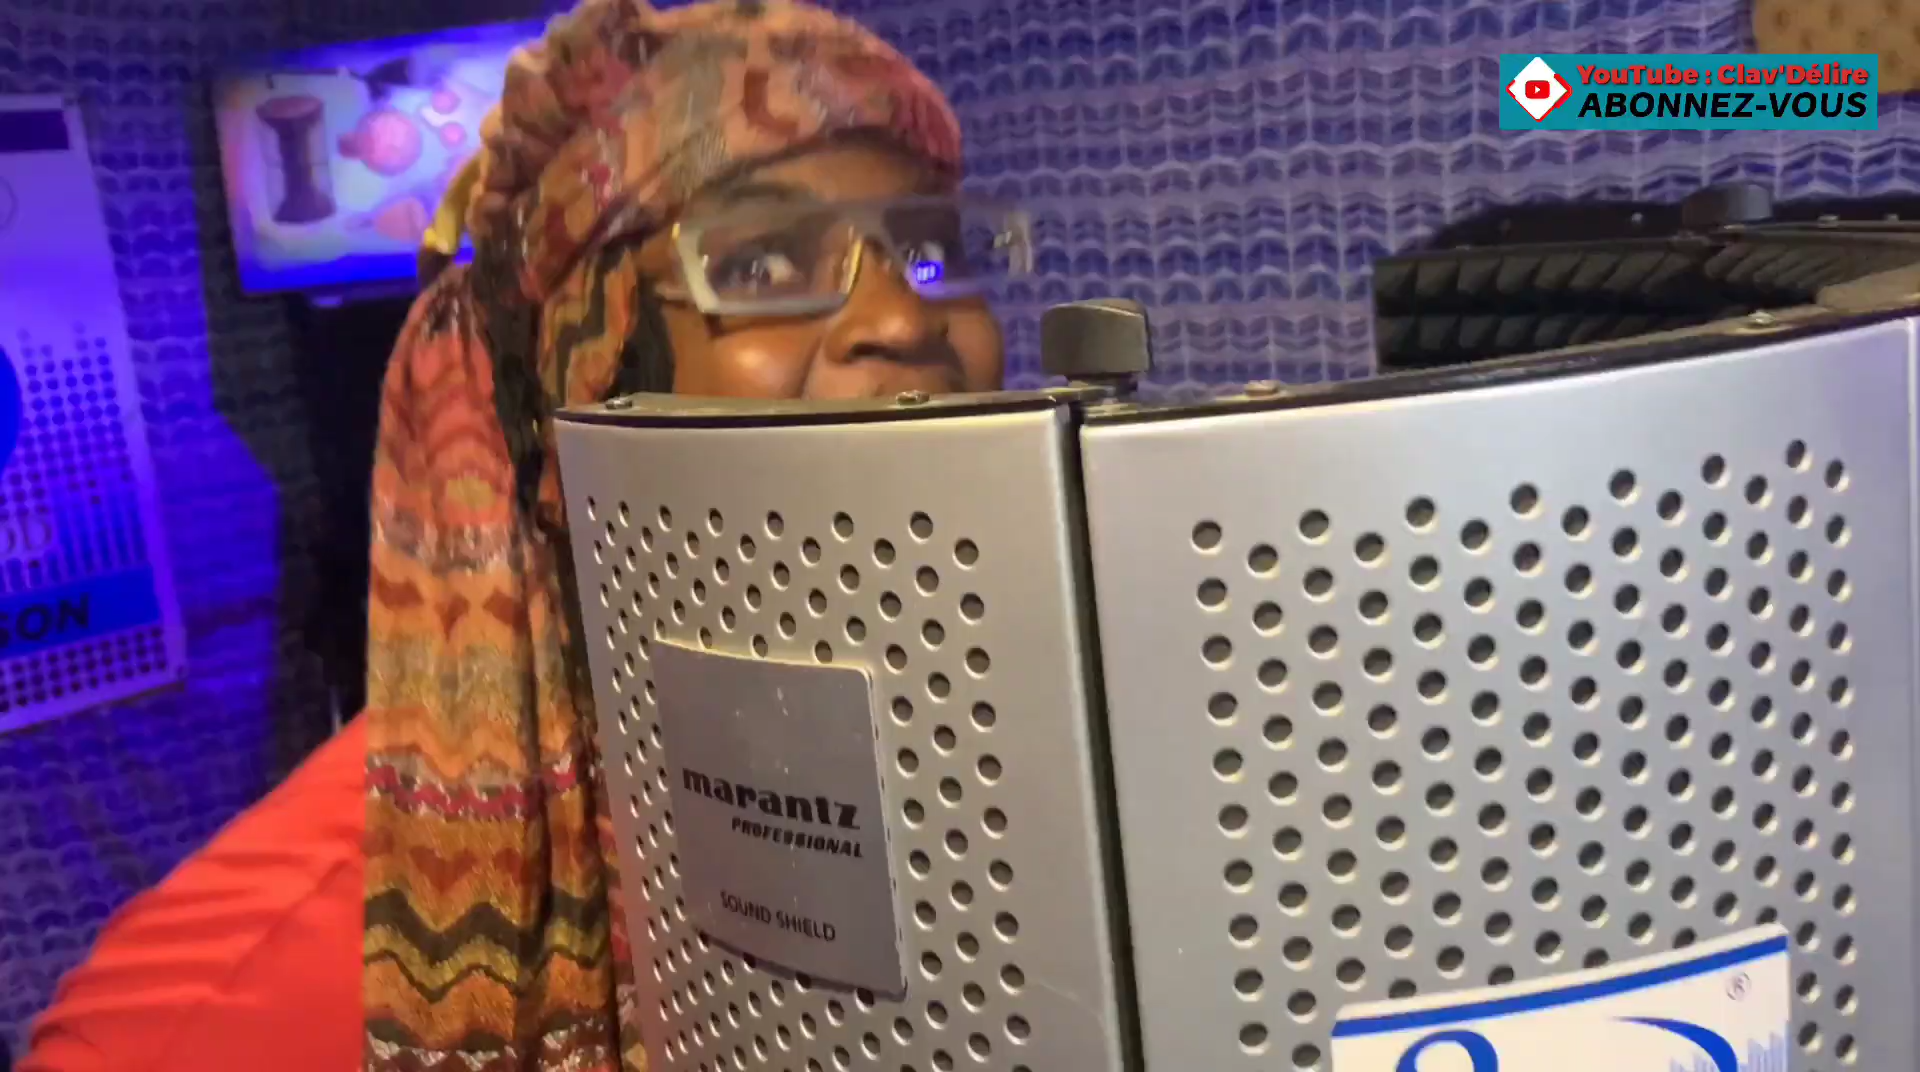 YouTube : Clav'Délire
ABONNEZ-VOUS
marantz
PROFESSIONAL
SOUND SHIELD
®